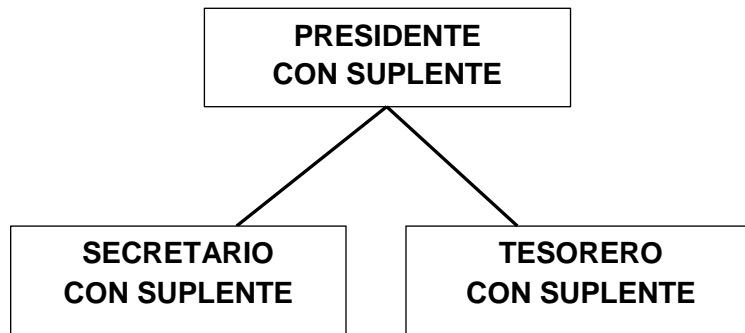 PRESIDENTE
CON SUPLENTE
SECRETARIO
CON SUPLENTE
TESORERO
CON SUPLENTE